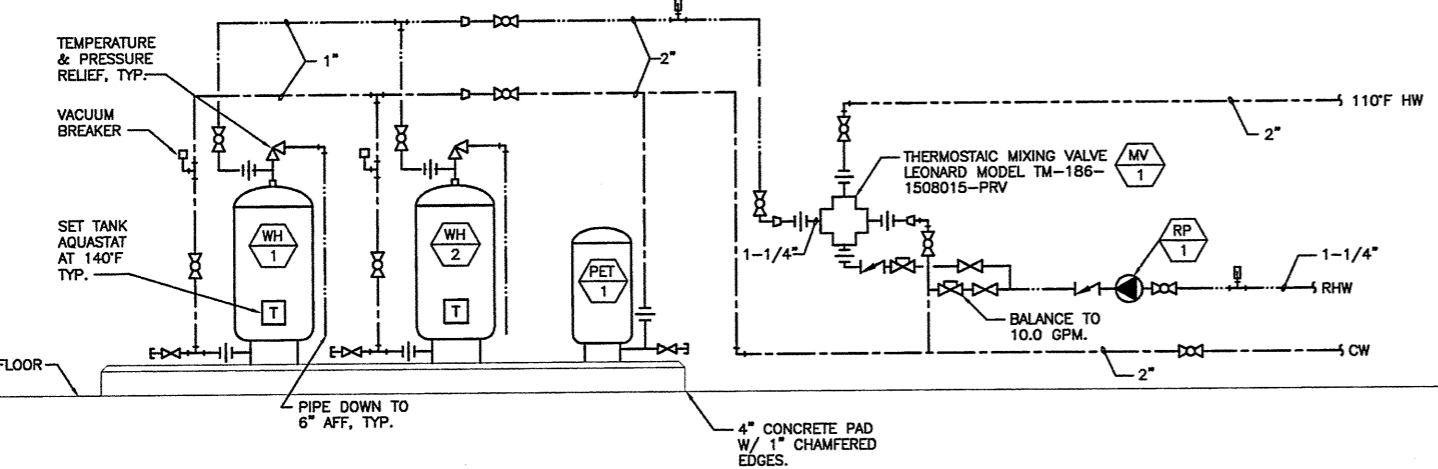 TEMPERATURE
& PRESSURE
RELIEF, TYP.
1"
2"
VACUUM
BREAKER
110°F HW
2"
THERMOSTAIC MIXING VALVE
LEONARD MODEL TM-186-
1508015-PRV
MV
1
SET TANK
AQUASTAT
AT 140°F
TYP.
WH
1
WH
2
PET
1
T
T
1-1/4"
RP
1
1-1/4"
RHW
BALANCE TO
10.0 GPM.
CW
2"
FLOOR
PIPE DOWN TO
6" AFF, TYP.
4" CONCRETE PAD
W/ 1" CHAMFERED
EDGES.